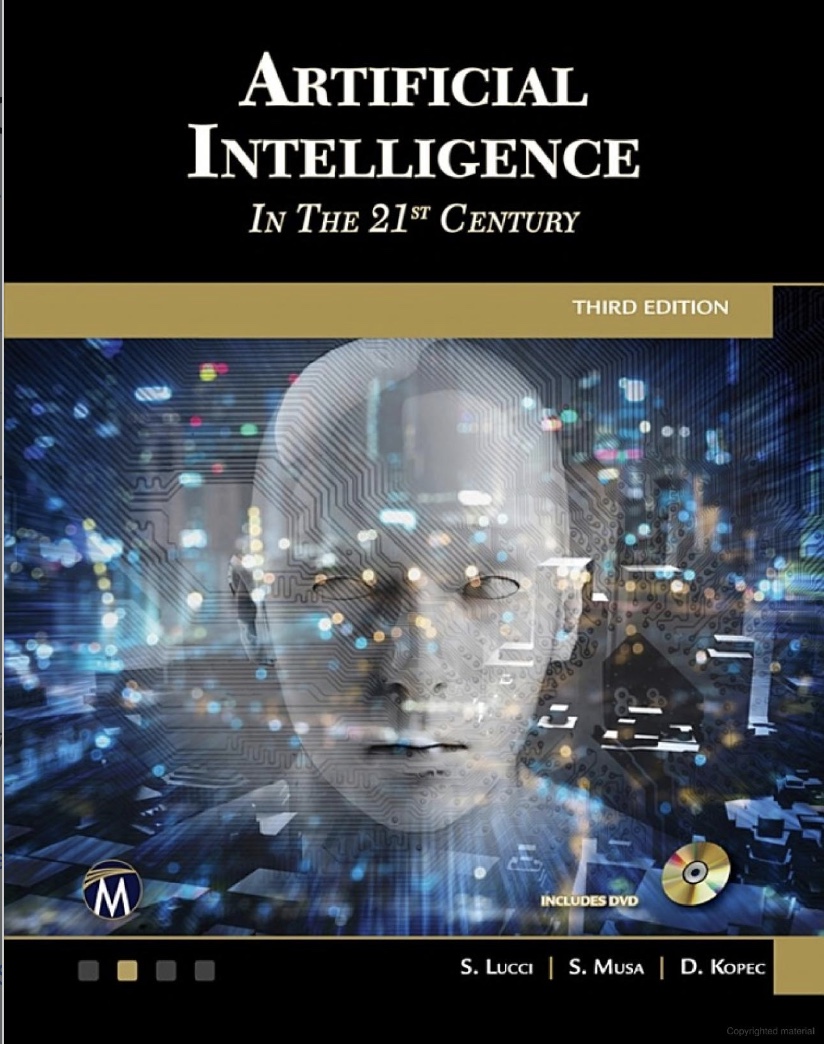 ARTIFICIAL
INTELLIGENCE
IN THE 21ST CENTURY
THIRD EDITION
M
INCLUDES DVD
S. LUCCI | S. MUSA | D. KOPEC
Copyrighted material